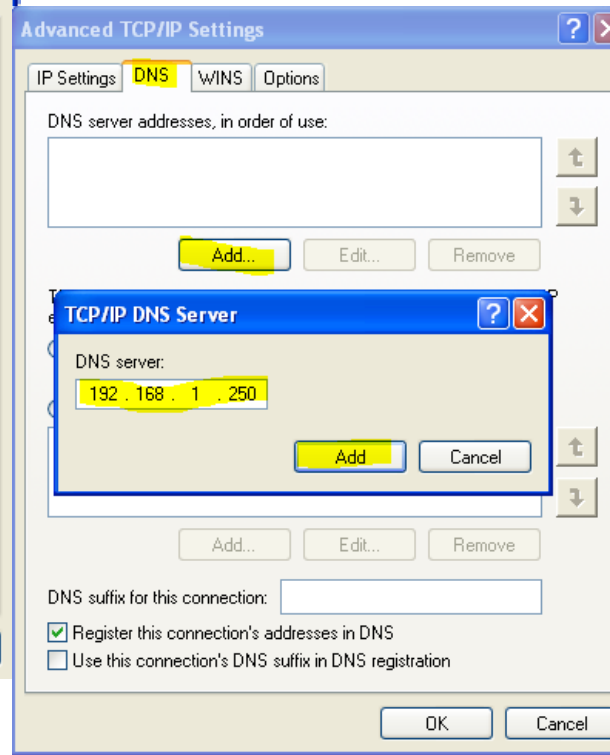 Advanced TCP/IP Settings
IP Settings DNS WINS Options
DNS server addresses, in order of use:
Add... Edit... Remove
TCP/IP DNS Server
DNS server:
192 . 168 . 1 . 250
Add Cancel
Add... Edit... Remove
DNS suffix for this connection:
Register this connection's addresses in DNS
Use this connection's DNS suffix in DNS registration
OK Cancel